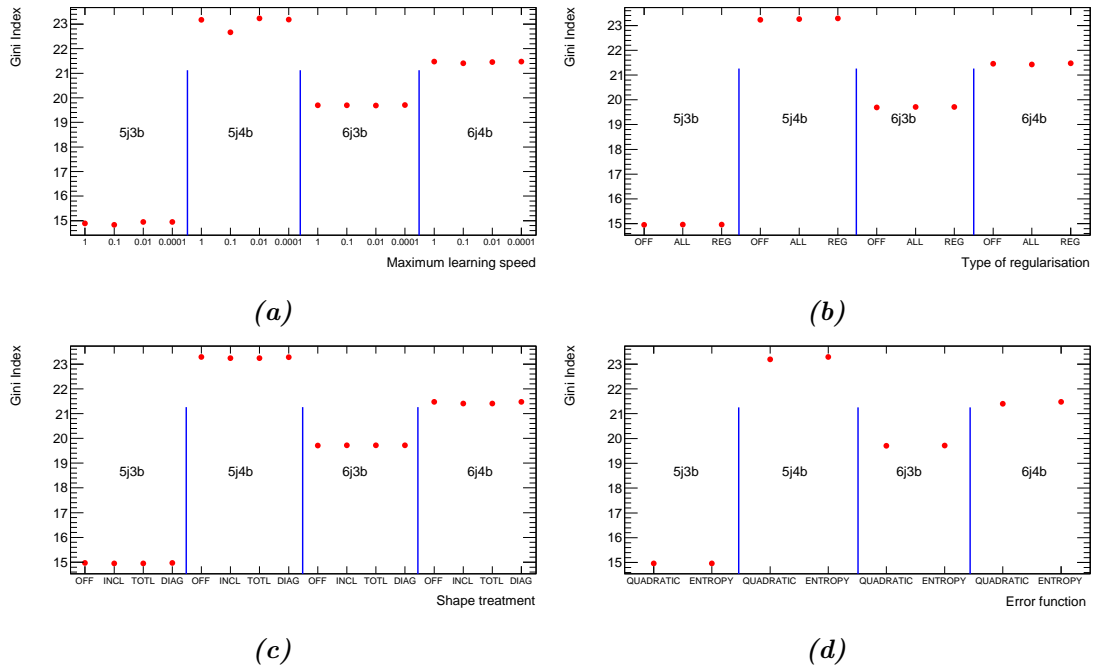 Gini Index
23
22
21
20
19
18
17
16
15
5j3b 5j4b 6j3b 6j4b
1 0.1 0.01 0.0001 1 0.1 0.01 0.0001 1 0.1 0.01 0.0001 1 0.1 0.01 0.0001
Maximum learning speed
(a)
Gini Index
23
22
21
20
19
18
17
16
15
5j3b 5j4b 6j3b 6j4b
OFF ALL REG OFF ALL REG OFF ALL REG OFF ALL REG
Type of regularisation
(b)
Gini Index
23
22
21
20
19
18
17
16
15
5j3b 5j4b 6j3b 6j4b
OFF INCL TOTL DIAG OFF INCL TOTL DIAG OFF INCL TOTL DIAG OFF INCL TOTL DIAG
Shape treatment
(c)
Gini Index
23
22
21
20
19
18
17
16
15
5j3b 5j4b 6j3b 6j4b
QUADRATIC ENTROPY QUADRATIC ENTROPY QUADRATIC ENTROPY QUADRATIC ENTROPY
Error function
(d)